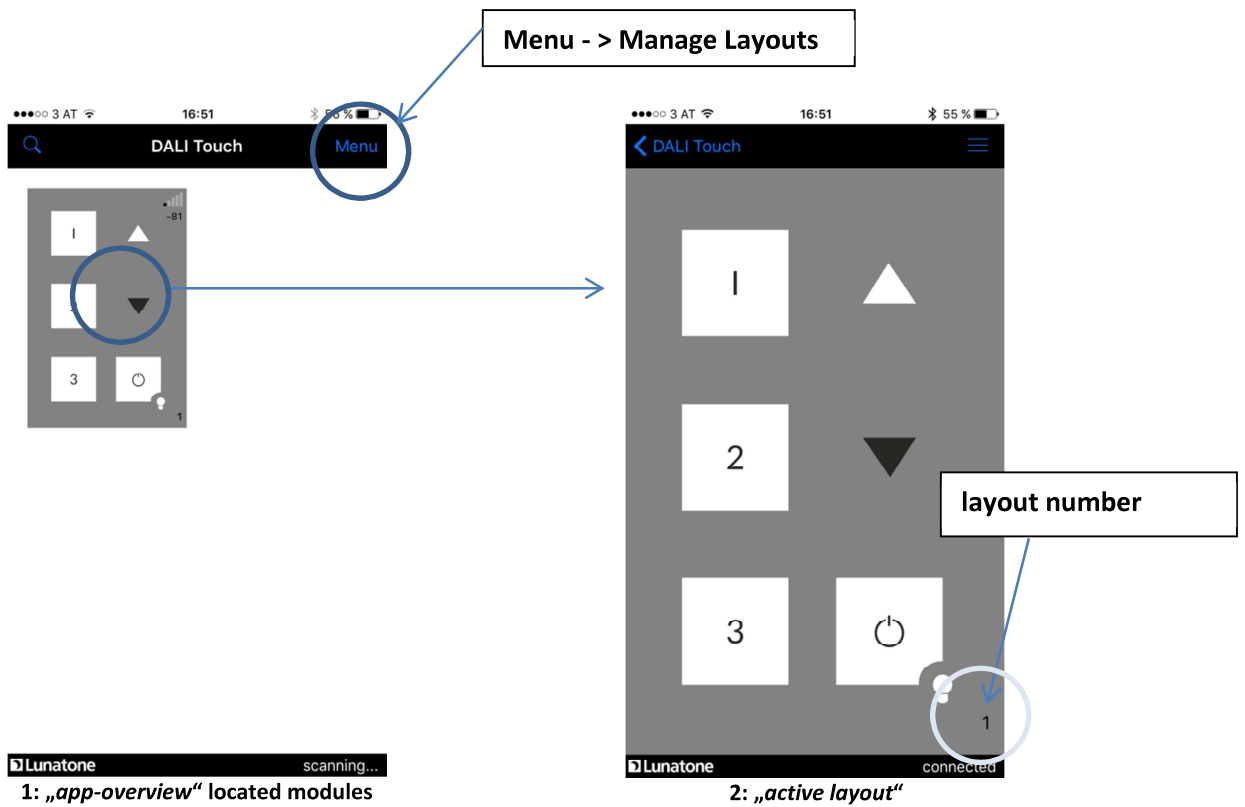 Menu - > Manage Layouts
3 AT
16:51
56 %
DALI Touch
Menu
-81
I
3
1
Lunatone
scanning...
1: „app-overview“ located modules
3 AT
16:51
55 %
DALI Touch
I
2
3
layout number
1
Lunatone
connected
2: „active layout“